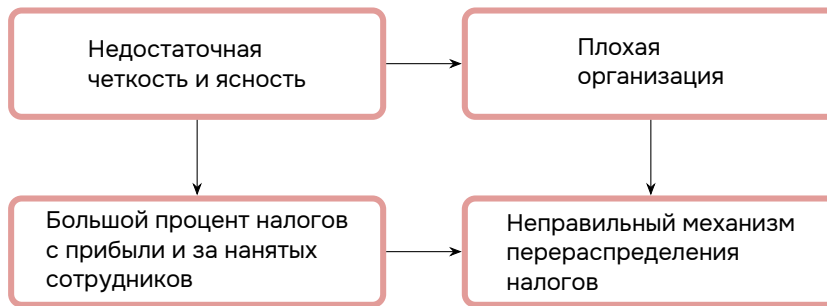 Недостаточная
четкость и ясность
Плохая
организация
Большой процент налогов
с прибыли и за нанятых
сотрудников
Неправильный механизм
перераспределения
налогов